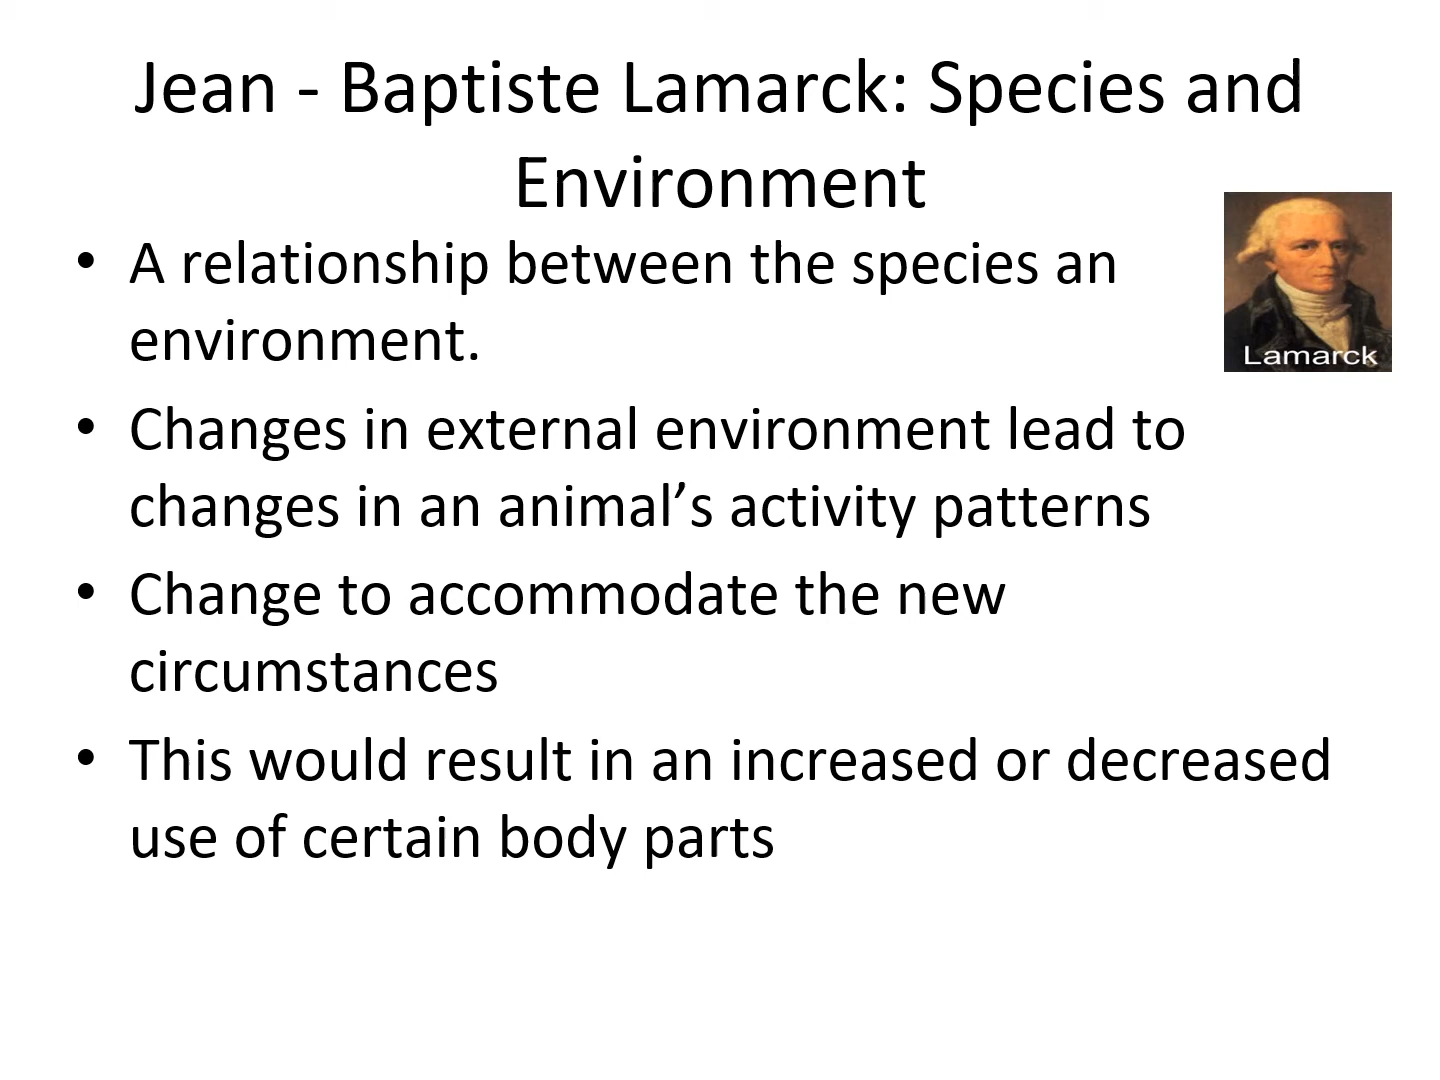 Jean - Baptiste Lamarck: Species and
Environment
• A relationship between the species an
environment.
• Changes in external environment lead to
changes in an animal’s activity patterns
• Change to accommodate the new
circumstances
• This would result in an increased or decreased
use of certain body parts
Lamarck